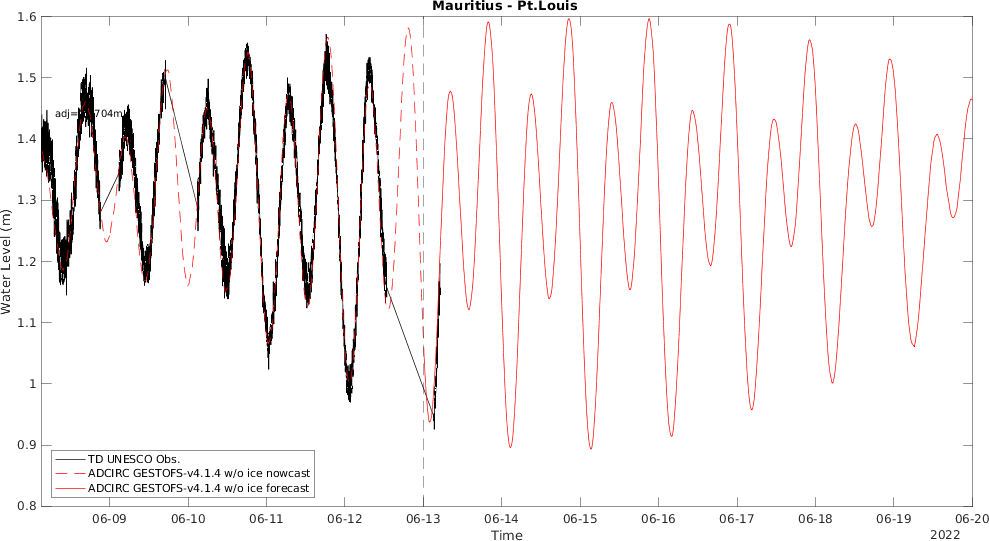 Mauritius - Pt.Louis
1.6
1.5
1.4
1.3
1.2
1.1
1
0.9
0.8
Water Level (m)
TD UNESCO Obs.
ADCIRC GESTOFS-v4.1.4 w/o ice nowcast
ADCIRC GESTOFS-v4.1.4 w/o ice forecast
06-09 06-10 06-11 06-12 06-13 06-14 06-15 06-16 06-17 06-18 06-19 06-20
Time
2022